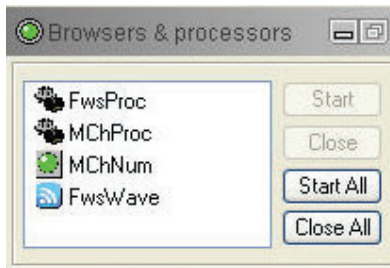 Browsers & processors
FwsProc
MChProc
MChNum
FwsWave
Start
Close
Start All
Close All